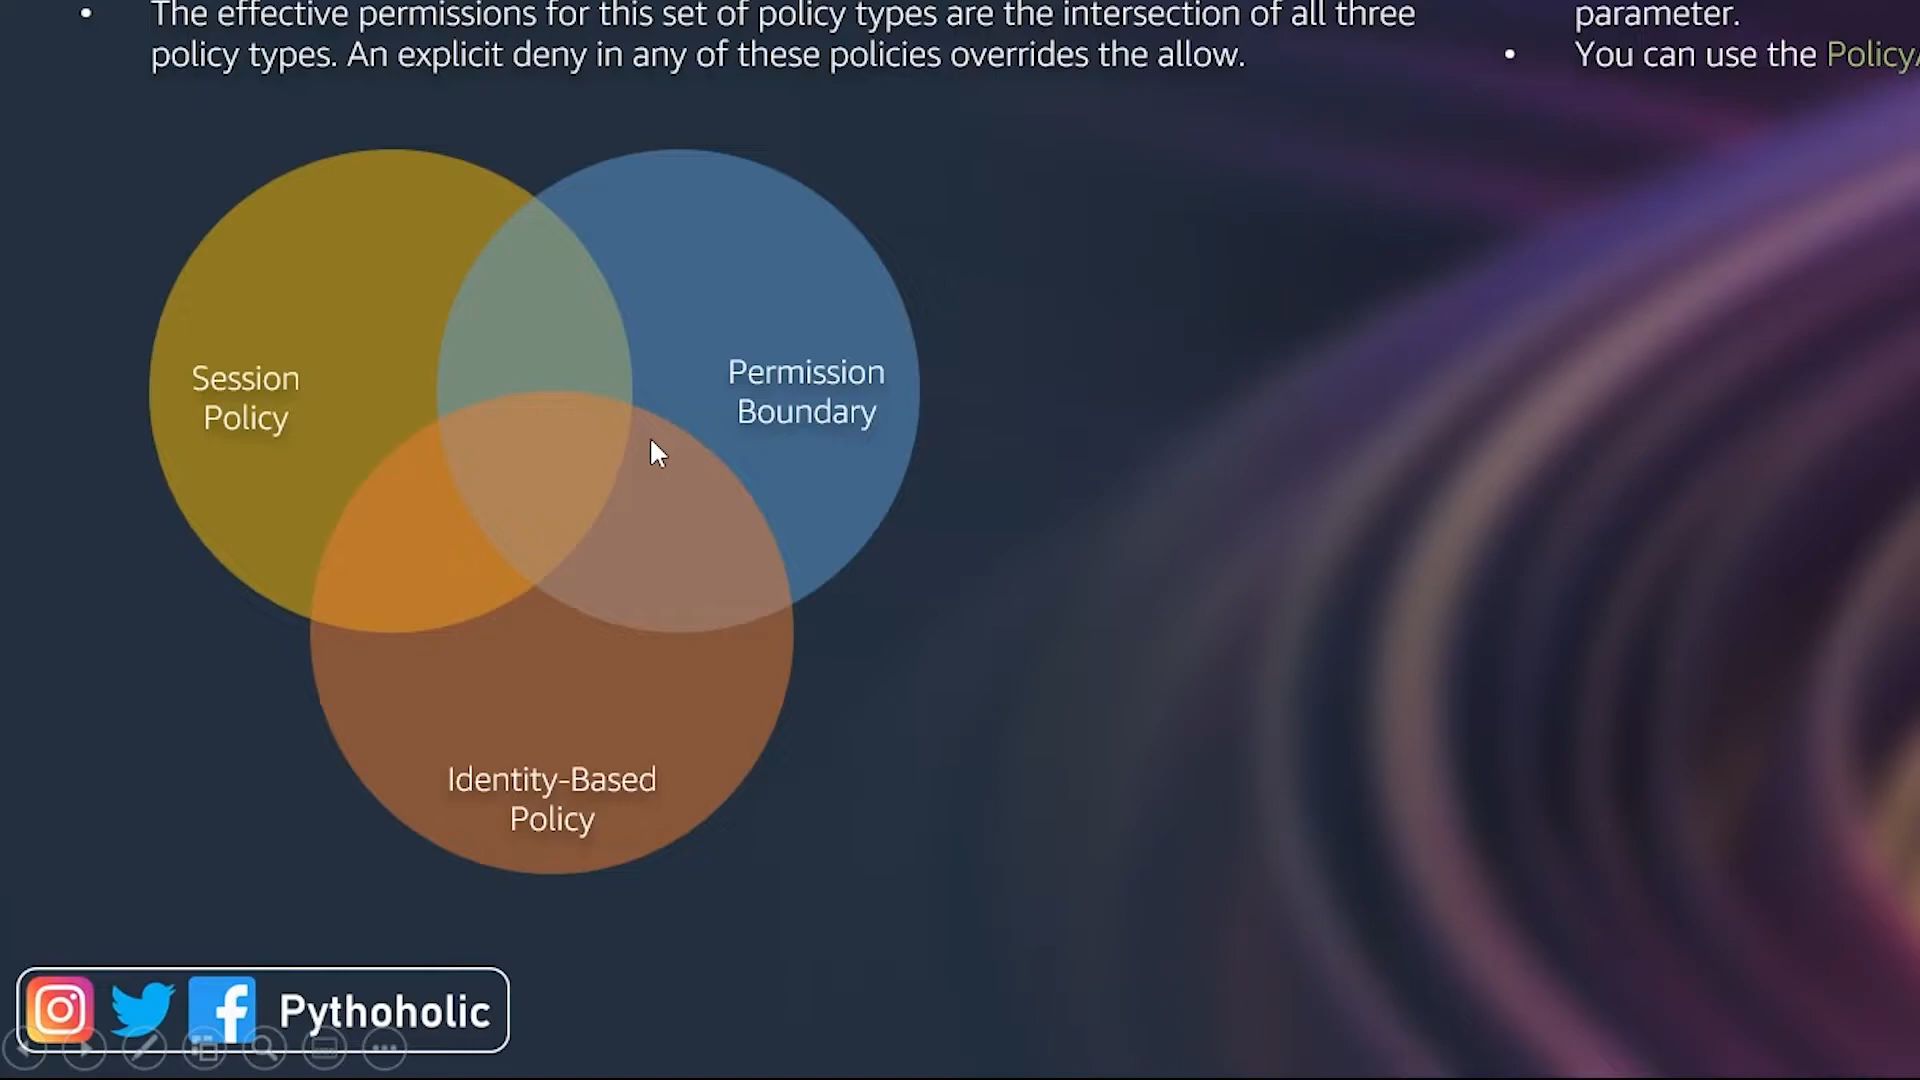 • The effective permissions for this set of policy types are the intersection of all three
policy types. An explicit deny in any of these policies overrides the allow.
parameter.
• You can use the Policy
Session
Policy
Permission
Boundary
Identity-Based
Policy
Pythoholic